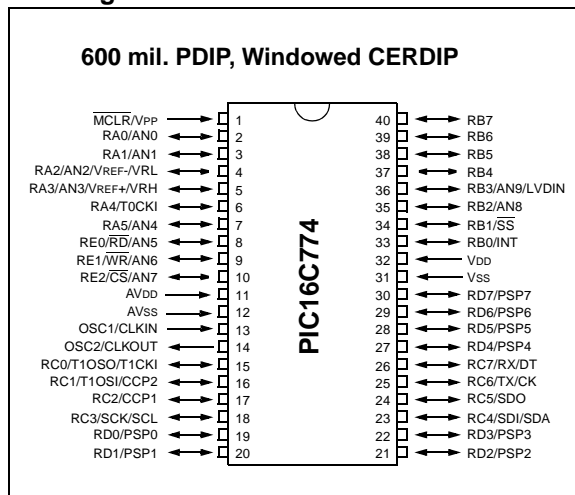 600 mil. PDIP, Windowed CERDIP
MCLR/VPP 1 40 RB7
RA0/AN0 2 39 RB6
RA1/AN1 3 38 RB5
RA2/AN2/VREF-/VRL 4 37 RB4
RA3/AN3/VREF+/VRH 5 36 RB3/AN9/LVDIN
RA4/T0CKI 6 35 RB2/AN8
RA5/AN4 7 34 RB1/SS
RE0/RD/AN5 8 33 RB0/INT
RE1/WR/AN6 9 32 VDD
RE2/CS/AN7 10 31 VSS
AVDD 11 30 RD7/PSP7
AVSS 12 29 RD6/PSP6
OSC1/CLKIN 13 28 RD5/PSP5
OSC2/CLKOUT 14 27 RD4/PSP4
RC0/T1OSO/T1CKI 15 26 RC7/RX/DT
RC1/T1OSI/CCP2 16 25 RC6/TX/CK
RC2/CCP1 17 24 RC5/SDO
RC3/SCK/SCL 18 23 RC4/SDI/SDA
RD0/PSP0 19 22 RD3/PSP3
RD1/PSP1 20 21 RD2/PSP2
PIC16C774